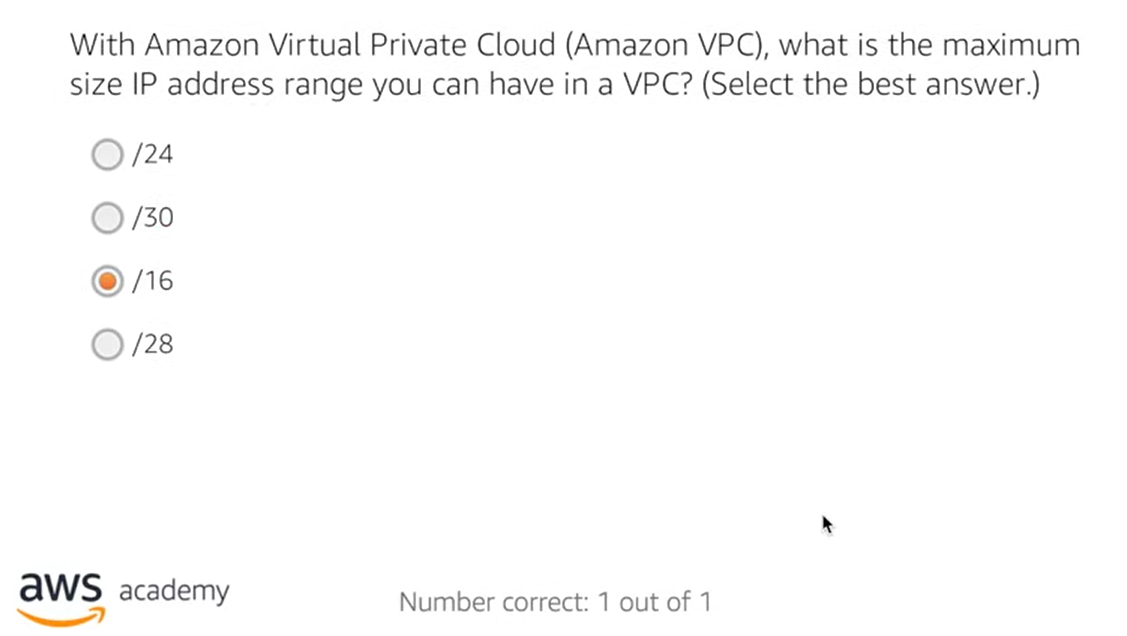 With Amazon Virtual Private Cloud (Amazon VPC), what is the maximum
size IP address range you can have in a VPC? (Select the best answer.)
/24
/30
/16
/28
aws academy
Number correct: 1 out of 1